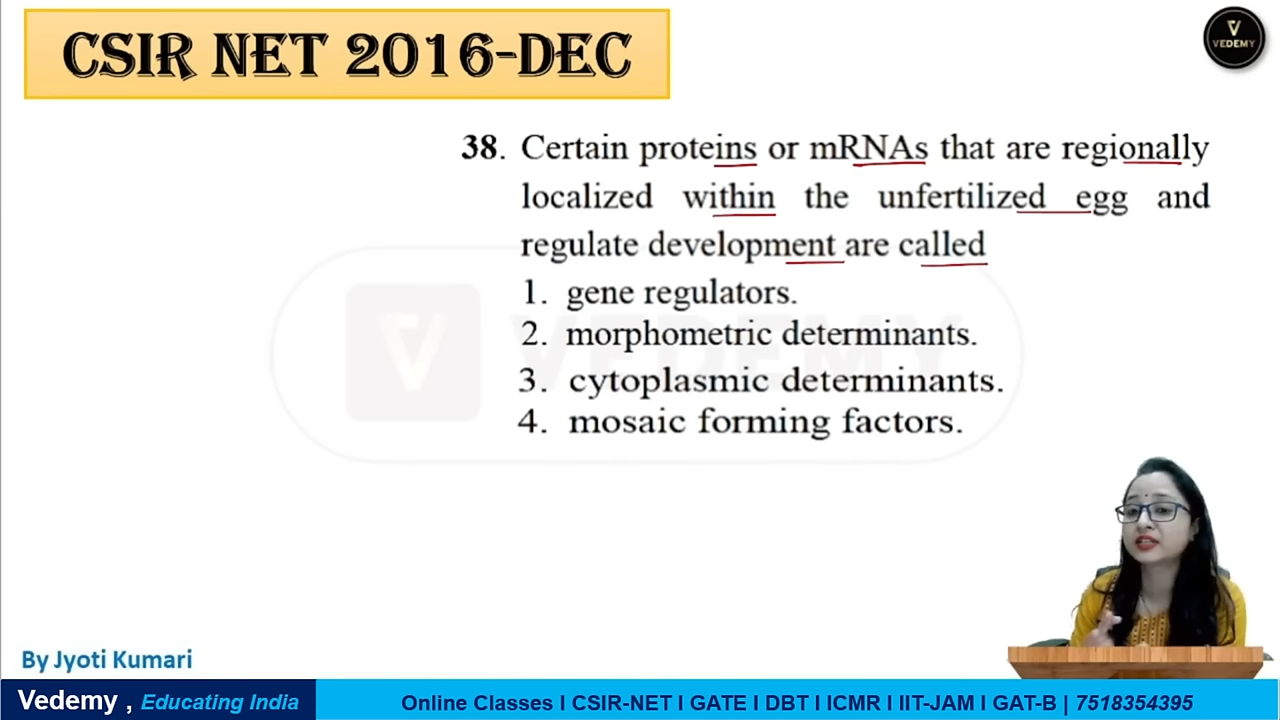 CSIR NET 2016-DEC
V
VEDEMY
38. Certain proteins or mRNAs that are regionally
localized within the unfertilized egg and
regulate development are called
1. gene regulators.
2. morphometric determinants.
3. cytoplasmic determinants.
4. mosaic forming factors.
V VEDEMY
By Jyoti Kumari
Vedemy , Educating India
Online Classes I CSIR-NET I GATE I DBT I ICMR I IIT-JAM I GAT-B | 7518354395